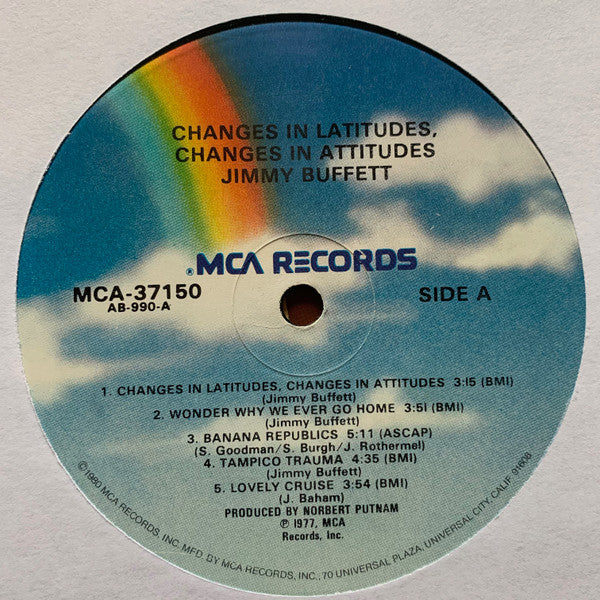 CHANGES IN LATITUDES,
CHANGES IN ATTITUDES
JIMMY BUFFETT
®MCA RECORDS
MCA-37150
AB-990-A
SIDE A
1. CHANGES IN LATITUDES, CHANGES IN ATTITUDES 3:15 (BMI)
(Jimmy Buffett)
2. WONDER WHY WE EVER GO HOME 3:51 (BMI)
(Jimmy Buffett)
3. BANANA REPUBLICS 5:11 (ASCAP)
(S. Goodman/S. Burgh/J. Rothermel)
4. TAMPICO TRAUMA 4:35 (BMI)
(Jimmy Buffett)
5. LOVELY CRUISE 3:54 (BMI)
(J. Baham)
PRODUCED BY NORBERT PUTNAM
℗ 1977, MCA
Records, Inc.
©1980 MCA RECORDS, INC. MFD. BY MCA RECORDS, INC., 70 UNIVERSAL PLAZA, UNIVERSAL CITY, CALIF. 91608